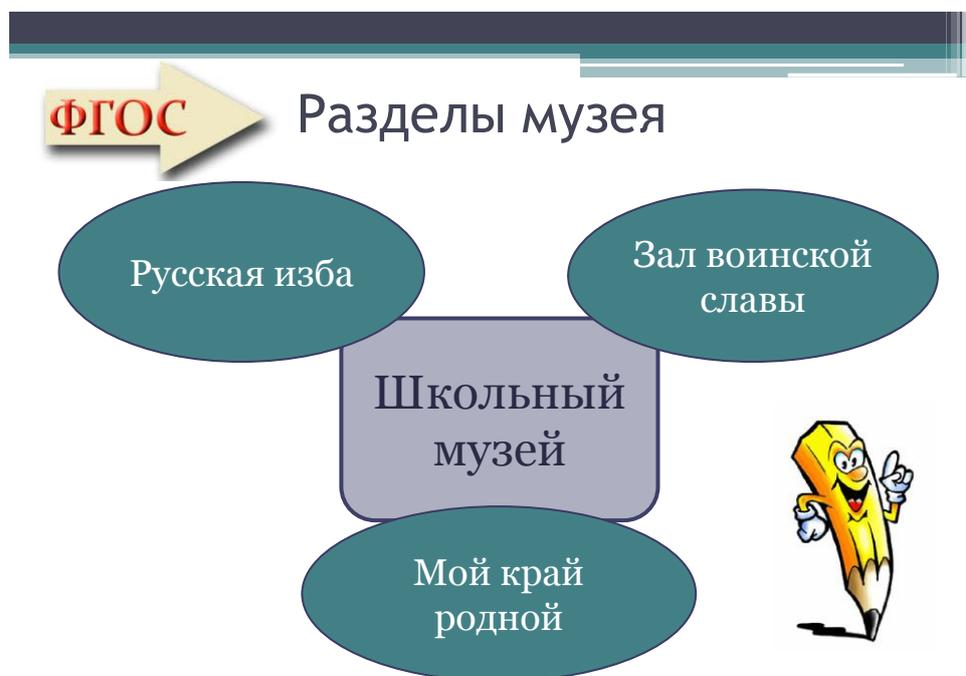 ФГОС
Разделы музея
Русская изба
Зал воинской
славы
Школьный
музей
Мой край
родной